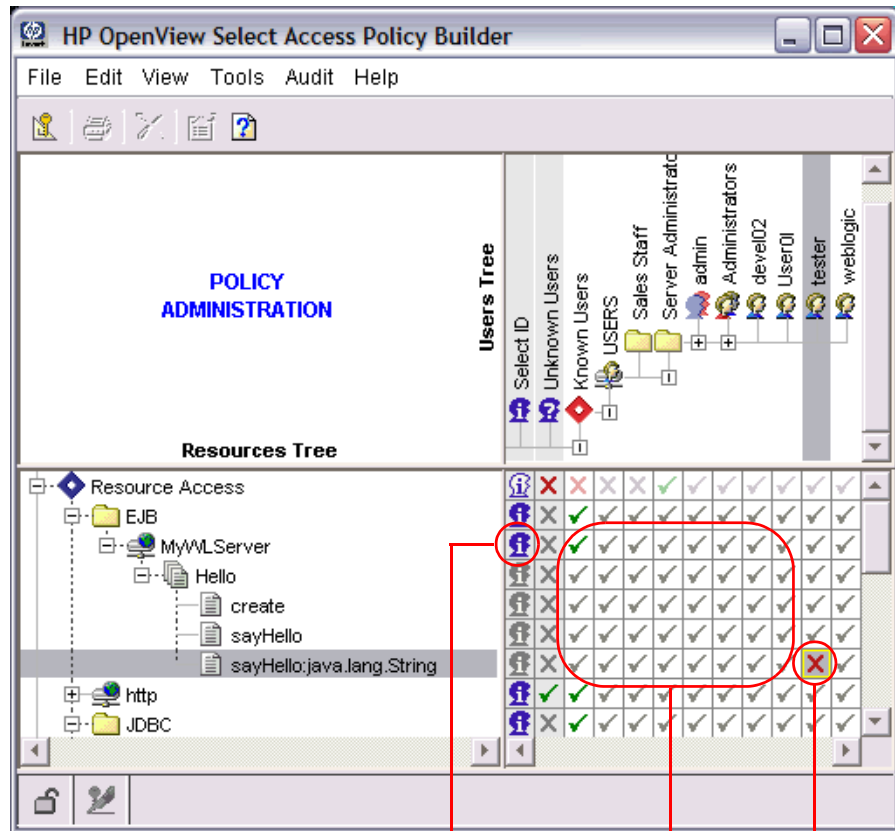 HP OpenView Select Access Policy Builder
File Edit View Tools Audit Help
POLICY
ADMINISTRATION
Users Tree
Resources Tree
Select ID
Unknown Users
Known Users
USERS
Sales Staff
Server Administrato
admin
Administrators
devel02
User01
tester
weblogic
Resource Access
EJB
MyWLServer
Hello
create
sayHello
sayHello:java.lang.String
http
JDBC